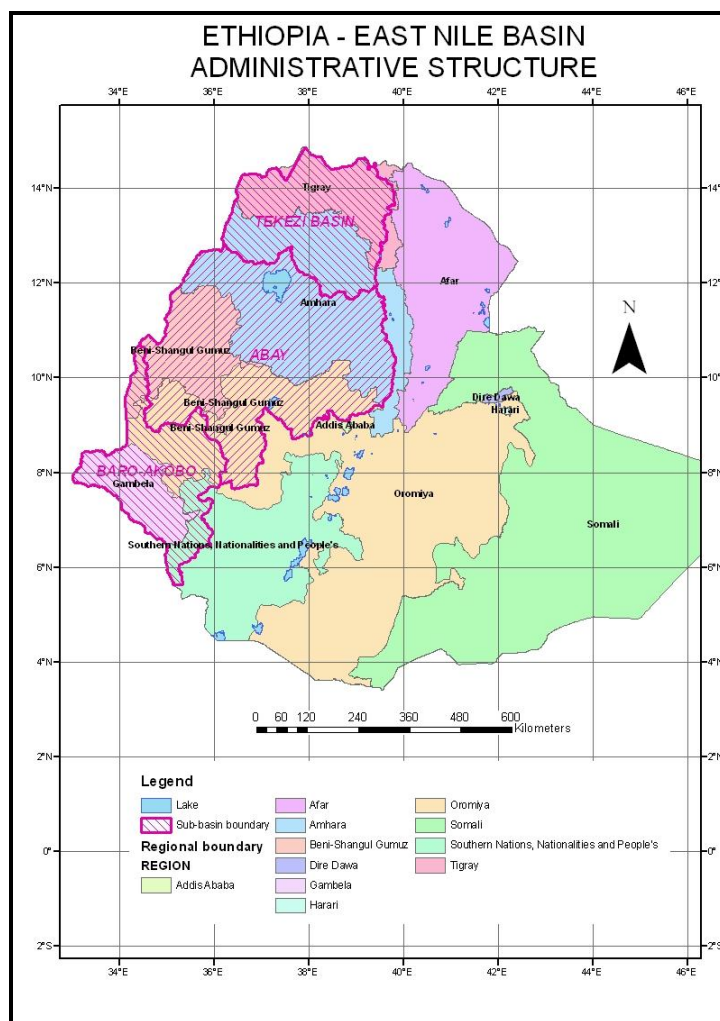 ETHIOPIA - EAST NILE BASIN
ADMINISTRATIVE STRUCTURE
34°E 36°E 38°E 40°E 42°E 44°E 46°E
14°N 14°N
Tigray
TEKEZI BASIN
12°N 12°N
Afar
Amhara
N
Beni-Shangul Gumuz
ABAY
10°N 10°N
Beni-Shangul Gumuz
Dire Dawa
Harari
Addis Ababa
Beni-Shangul Gumuz
8°N 8°N
BARO-AKOBO
Gambela
Oromiya
Somali
Southern Nations, Nationalities and People's
6°N 6°N
4°N 4°N
0 60 120 240 360 480 600
Kilometers
2°N 2°N
Legend
Lake
Sub-basin boundary
Regional boundary
REGION
Addis Ababa
Afar
Amhara
Beni-Shangul Gumuz
Dire Dawa
Gambela
Harari
Oromiya
Somali
Southern Nations, Nationalities and People's
Tigray
0° 0°
2°S 2°S
34°E 36°E 38°E 40°E 42°E 44°E 46°E